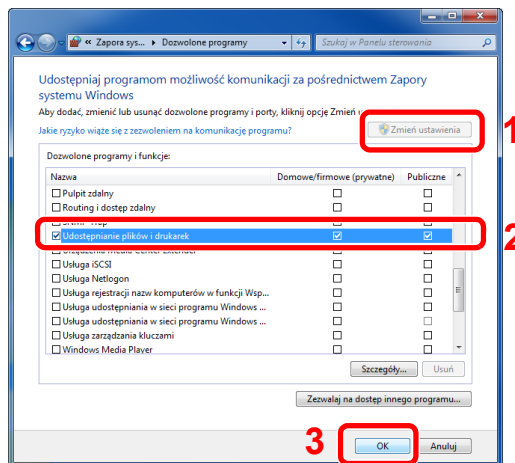 « Zapora sys... ▸ Dozwolone programy
Szukaj w Panelu sterowania
Udostępniaj programom możliwość komunikacji za pośrednictwem Zapory
systemu Windows
Aby dodać, zmienić lub usunąć dozwolone programy i porty, kliknij opcję Zmień
Jakie ryzyko wiąże się z zezwoleniem na komunikację programu?
Zmień ustawienia
1
Dozwolone programy i funkcje:
Nazwa Domowe/firmowe (prywatne) Publiczne
Pulpit zdalny
Routing i dostęp zdalny
Udostępnianie plików i drukarek
2
Usługa iSCSI
Usługa Netlogon
Usługa rejestracji nazw komputerów w funkcji Wsp...
Usługa udostępniania w sieci programu Windows ...
Usługa udostępniania w sieci programu Windows ...
Usługa zarządzania kluczami
Windows Media Player
Szczegóły... Usuń
Zezwalaj na dostęp innego programu...
3
OK Anuluj